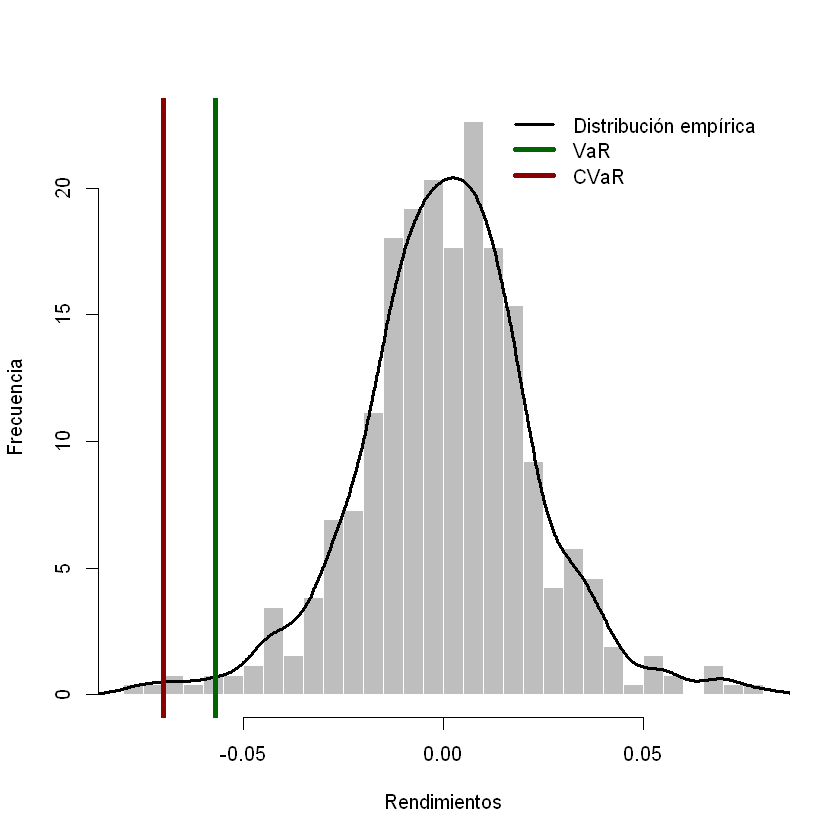 Distribución empírica
VaR
CVaR
Frecuencia
20
15
10
5
0
-0.05 0.00 0.05
Rendimientos